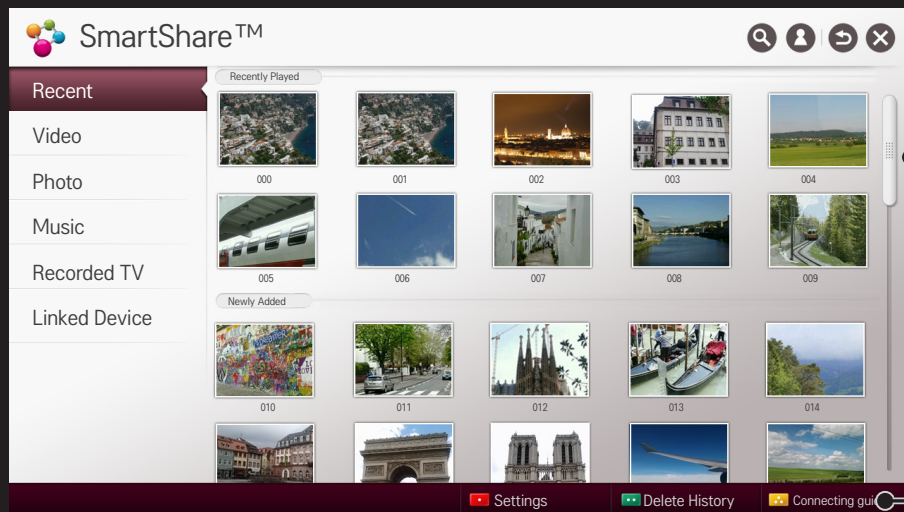 SmartShare™
Recent
Video
Photo
Music
Recorded TV
Linked Device
Recently Played
000 001 002 003 004
005 006 007 008 009
Newly Added
010 011 012 013 014
Settings Delete History Connecting